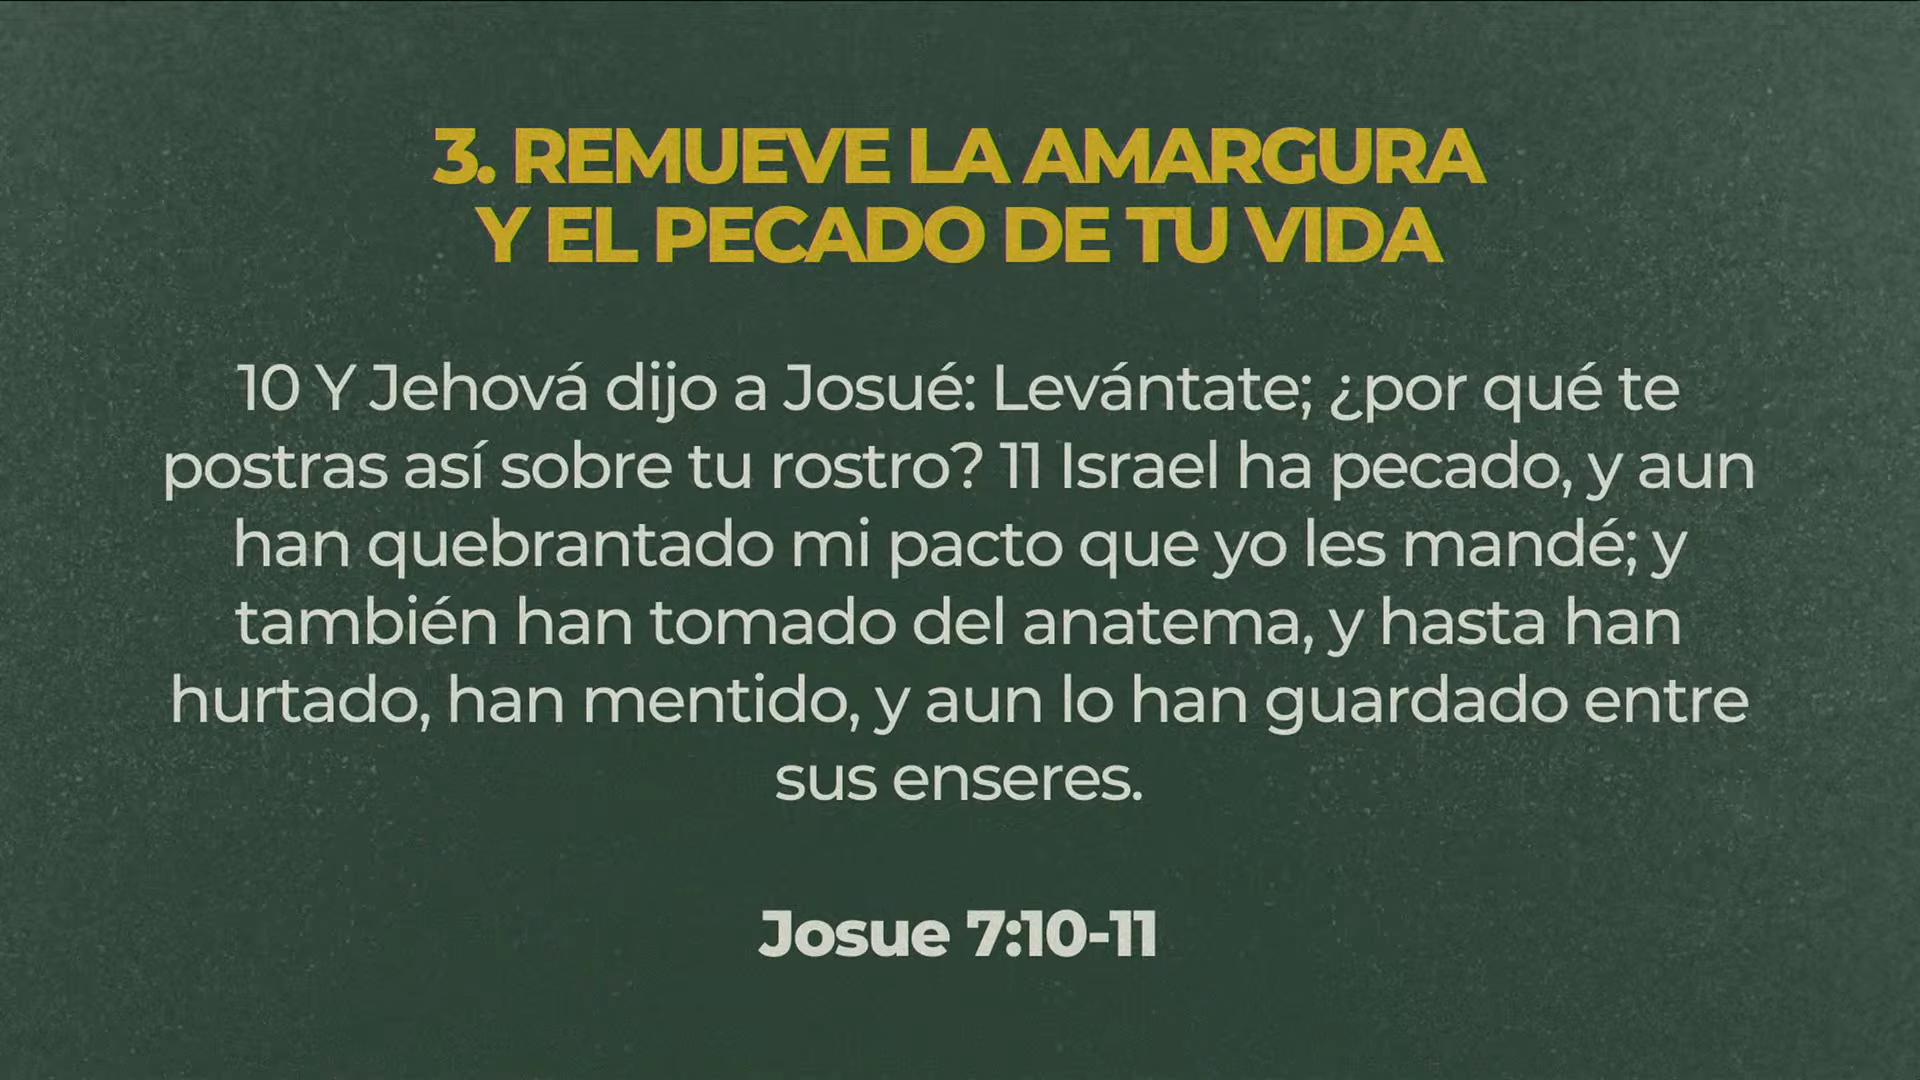 3. REMUEVE LA AMARGURA
Y EL PECADO DE TU VIDA
10 Y Jehová dijo a Josué: Levántate; ¿por qué te
postras así sobre tu rostro? 11 Israel ha pecado, y aun
han quebrantado mi pacto que yo les mandé; y
también han tomado del anatema, y hasta han
hurtado, han mentido, y aun lo han guardado entre
sus enseres.
Josue 7:10-11